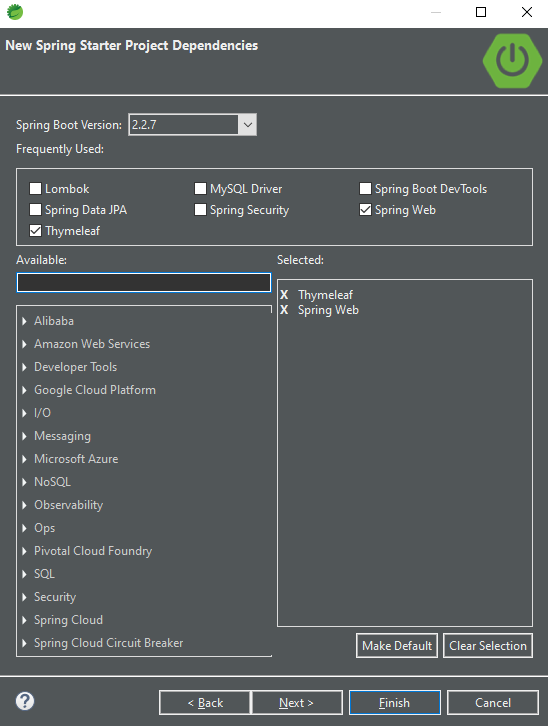 New Spring Starter Project Dependencies
Spring Boot Version: 2.2.7
Frequently Used:
Lombok MySQL Driver Spring Boot DevTools
Spring Data JPA Spring Security Spring Web
Thymeleaf
Available: Selected:
X Thymeleaf
X Spring Web
Alibaba
Amazon Web Services
Developer Tools
Google Cloud Platform
I/O
Messaging
Microsoft Azure
NoSQL
Observability
Ops
Pivotal Cloud Foundry
SQL
Security
Spring Cloud
Spring Cloud Circuit Breaker
Make Default Clear Selection
? < Back Next > Finish Cancel